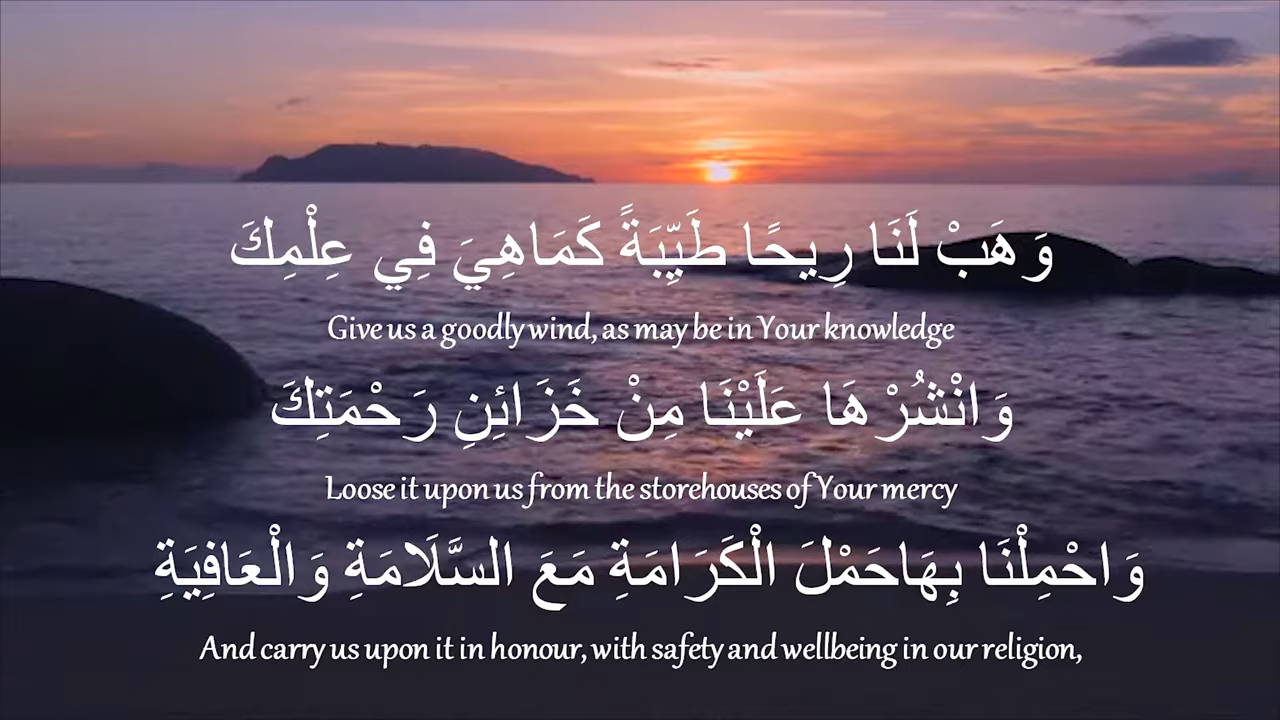 وَهَبْ لَنَا رِيحًا طَيِّبَةً كَمَاهِيَ فِي عِلْمِكَ
Give us a goodly wind, as may be in Your knowledge
وَانْشُرْهَا عَلَيْنَا مِنْ خَزَائِنِ رَحْمَتِكَ
Loose it upon us from the storehouses of Your mercy
وَاحْمِلْنَا بِهَاحَمْلَ الْكَرَامَةِ مَعَ السَّلَامَةِ وَالْعَافِيَةِ
And carry us upon it in honour, with safety and wellbeing in our religion,